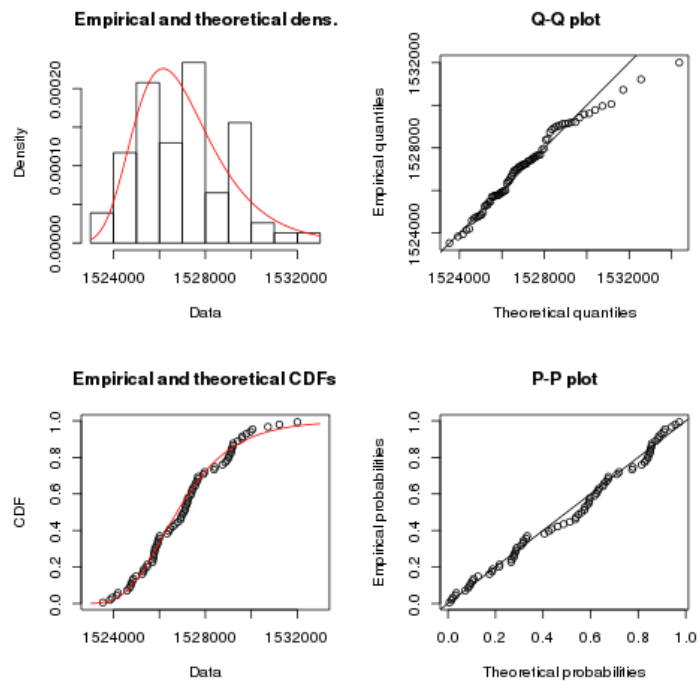 Empirical and theoretical dens.
Density
0.00000 0.00010 0.00020
1524000 1528000 1532000
Data
Q-Q plot
Empirical quantiles
1524000 1528000 1532000
1524000 1528000 1532000
Theoretical quantiles
Empirical and theoretical CDFs
CDF
0.0 0.2 0.4 0.6 0.8 1.0
1524000 1528000 1532000
Data
P-P plot
Empirical probabilities
0.0 0.2 0.4 0.6 0.8 1.0
0.0 0.2 0.4 0.6 0.8 1.0
Theoretical probabilities